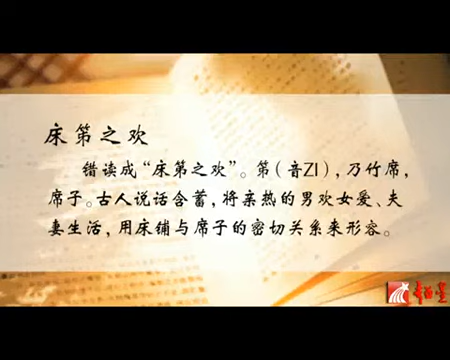 床第之欢
错读成“床第之欢”。第（音ZI），乃竹席，
席子。古人说话含蓄，将亲热的男欢女爱、夫
妻生活，用床铺与席子的密切关系来形容。